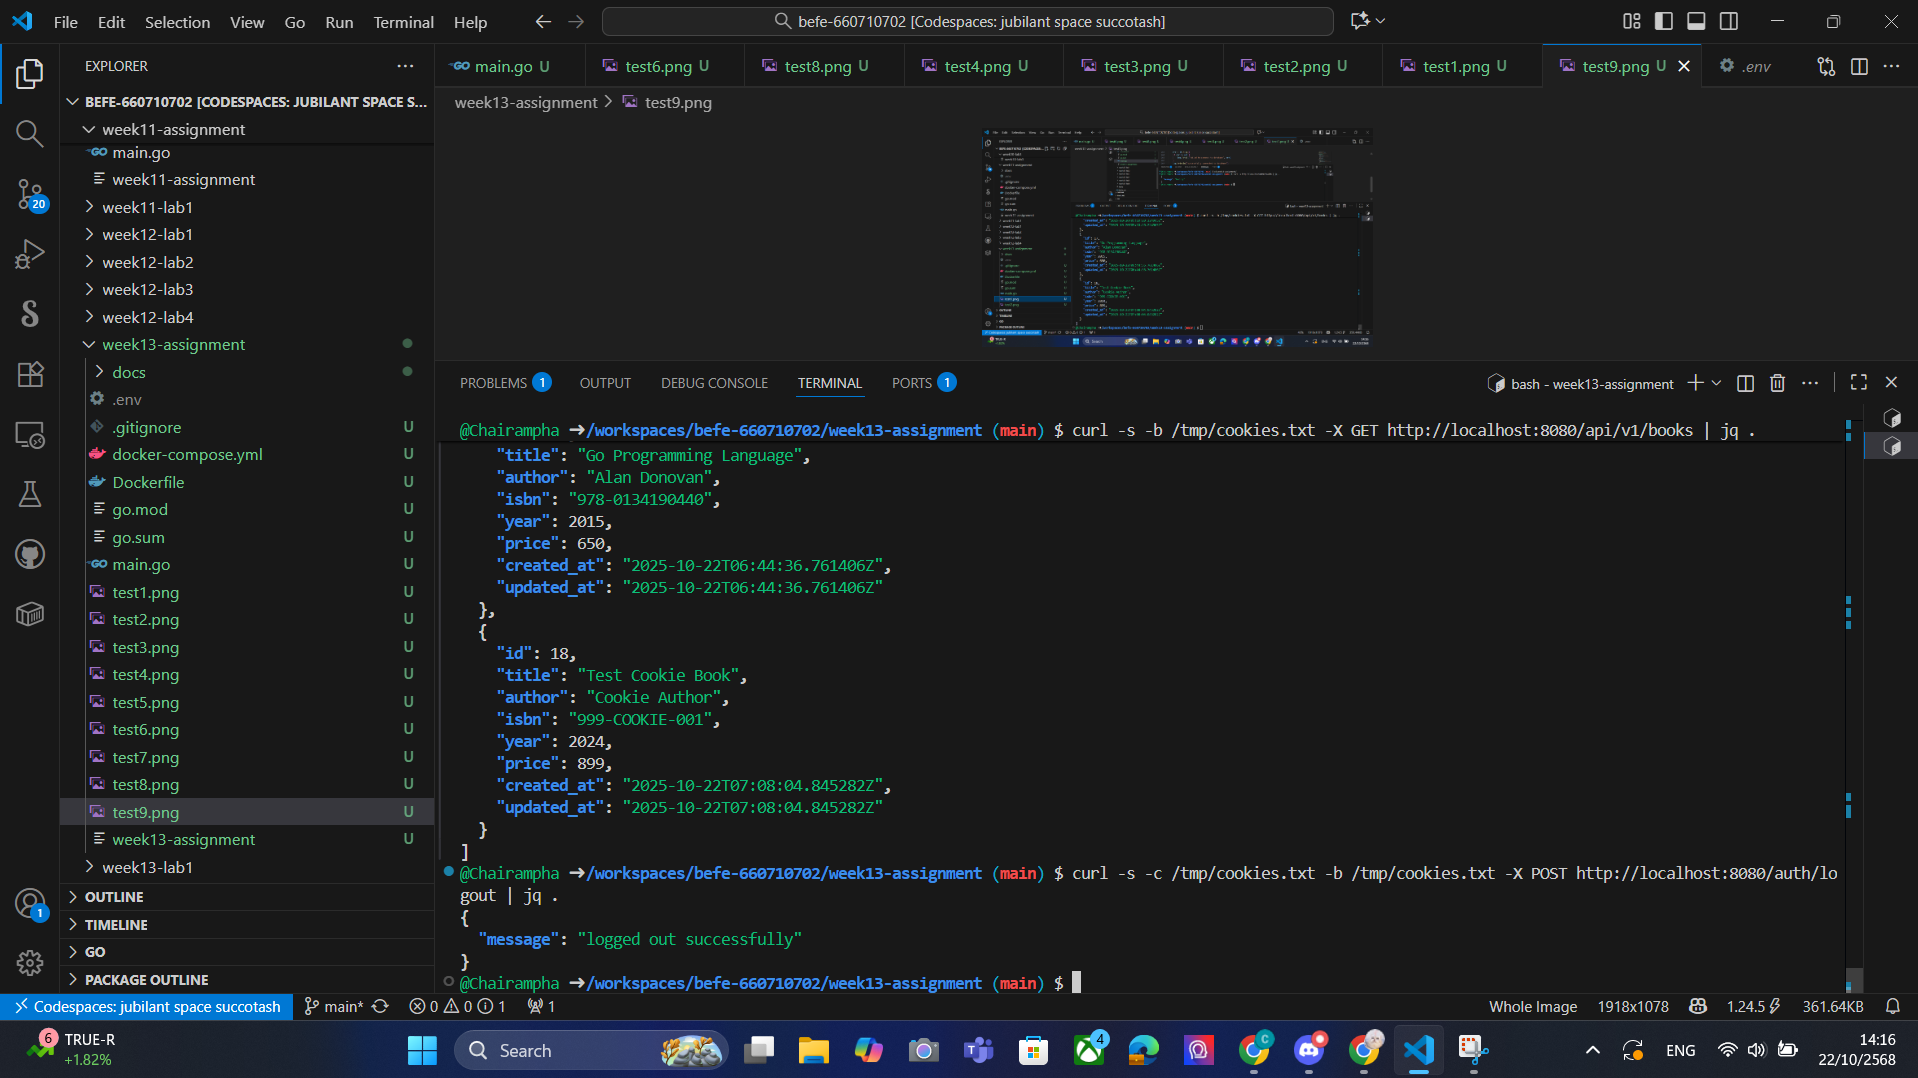 File Edit Selection View Go Run Terminal Help
befe-660710702 [Codespaces: jubilant space succotash]
EXPLORER
BEFE-660710702 [CODESPACES: JUBILANT SPACE S...
week11-assignment
main.go
week11-assignment
week11-lab1
week12-lab1
week12-lab2
week12-lab3
week12-lab4
week13-assignment
docs
.env
.gitignore U
docker-compose.yml U
Dockerfile U
go.mod U
go.sum U
main.go U
test1.png U
test2.png U
test3.png U
test4.png U
test5.png U
test6.png U
test7.png U
test8.png U
test9.png U
week13-assignment U
week13-lab1
OUTLINE
TIMELINE
GO
PACKAGE OUTLINE
20
1
main.go U test6.png U test8.png U test4.png U test3.png U test2.png U test1.png U test9.png U .env
week13-assignment > test9.png
PROBLEMS 1 OUTPUT DEBUG CONSOLE TERMINAL PORTS 1
bash - week13-assignment
@Chairampha ➜/workspaces/befe-660710702/week13-assignment (main) $ curl -s -b /tmp/cookies.txt -X GET http://localhost:8080/api/v1/books | jq .
"title": "Go Programming Language",
"author": "Alan Donovan",
"isbn": "978-0134190440",
"year": 2015,
"price": 650,
"created_at": "2025-10-22T06:44:36.761406Z",
"updated_at": "2025-10-22T06:44:36.761406Z"
},
{
"id": 18,
"title": "Test Cookie Book",
"author": "Cookie Author",
"isbn": "999-COOKIE-001",
"year": 2024,
"price": 899,
"created_at": "2025-10-22T07:08:04.845282Z",
"updated_at": "2025-10-22T07:08:04.845282Z"
}
]
@Chairampha ➜/workspaces/befe-660710702/week13-assignment (main) $ curl -s -c /tmp/cookies.txt -b /tmp/cookies.txt -X POST http://localhost:8080/auth/lo
gout | jq .
{
"message": "logged out successfully"
}
@Chairampha ➜/workspaces/befe-660710702/week13-assignment (main) $
Codespaces: jubilant space succotash main* 0 0 1 1
Whole Image 1918x1078 1.24.5 361.64KB
6 TRUE-R
+1.82%
Search
4
ENG
14:16
22/10/2568